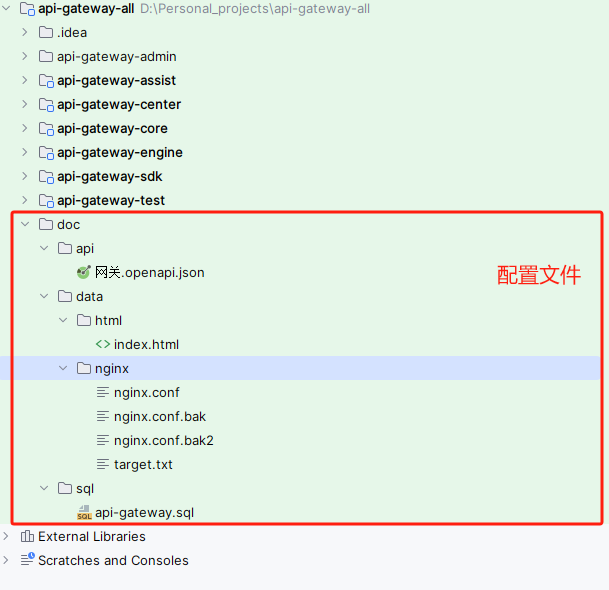 api-gateway-all D:\Personal_projects\api-gateway-all
.idea
api-gateway-admin
api-gateway-assist
api-gateway-center
api-gateway-core
api-gateway-engine
api-gateway-sdk
api-gateway-test
doc
api
网关.openapi.json
配置文件
data
html
<> index.html
nginx
nginx.conf
nginx.conf.bak
nginx.conf.bak2
target.txt
sql
SQL api-gateway.sql
External Libraries
Scratches and Consoles